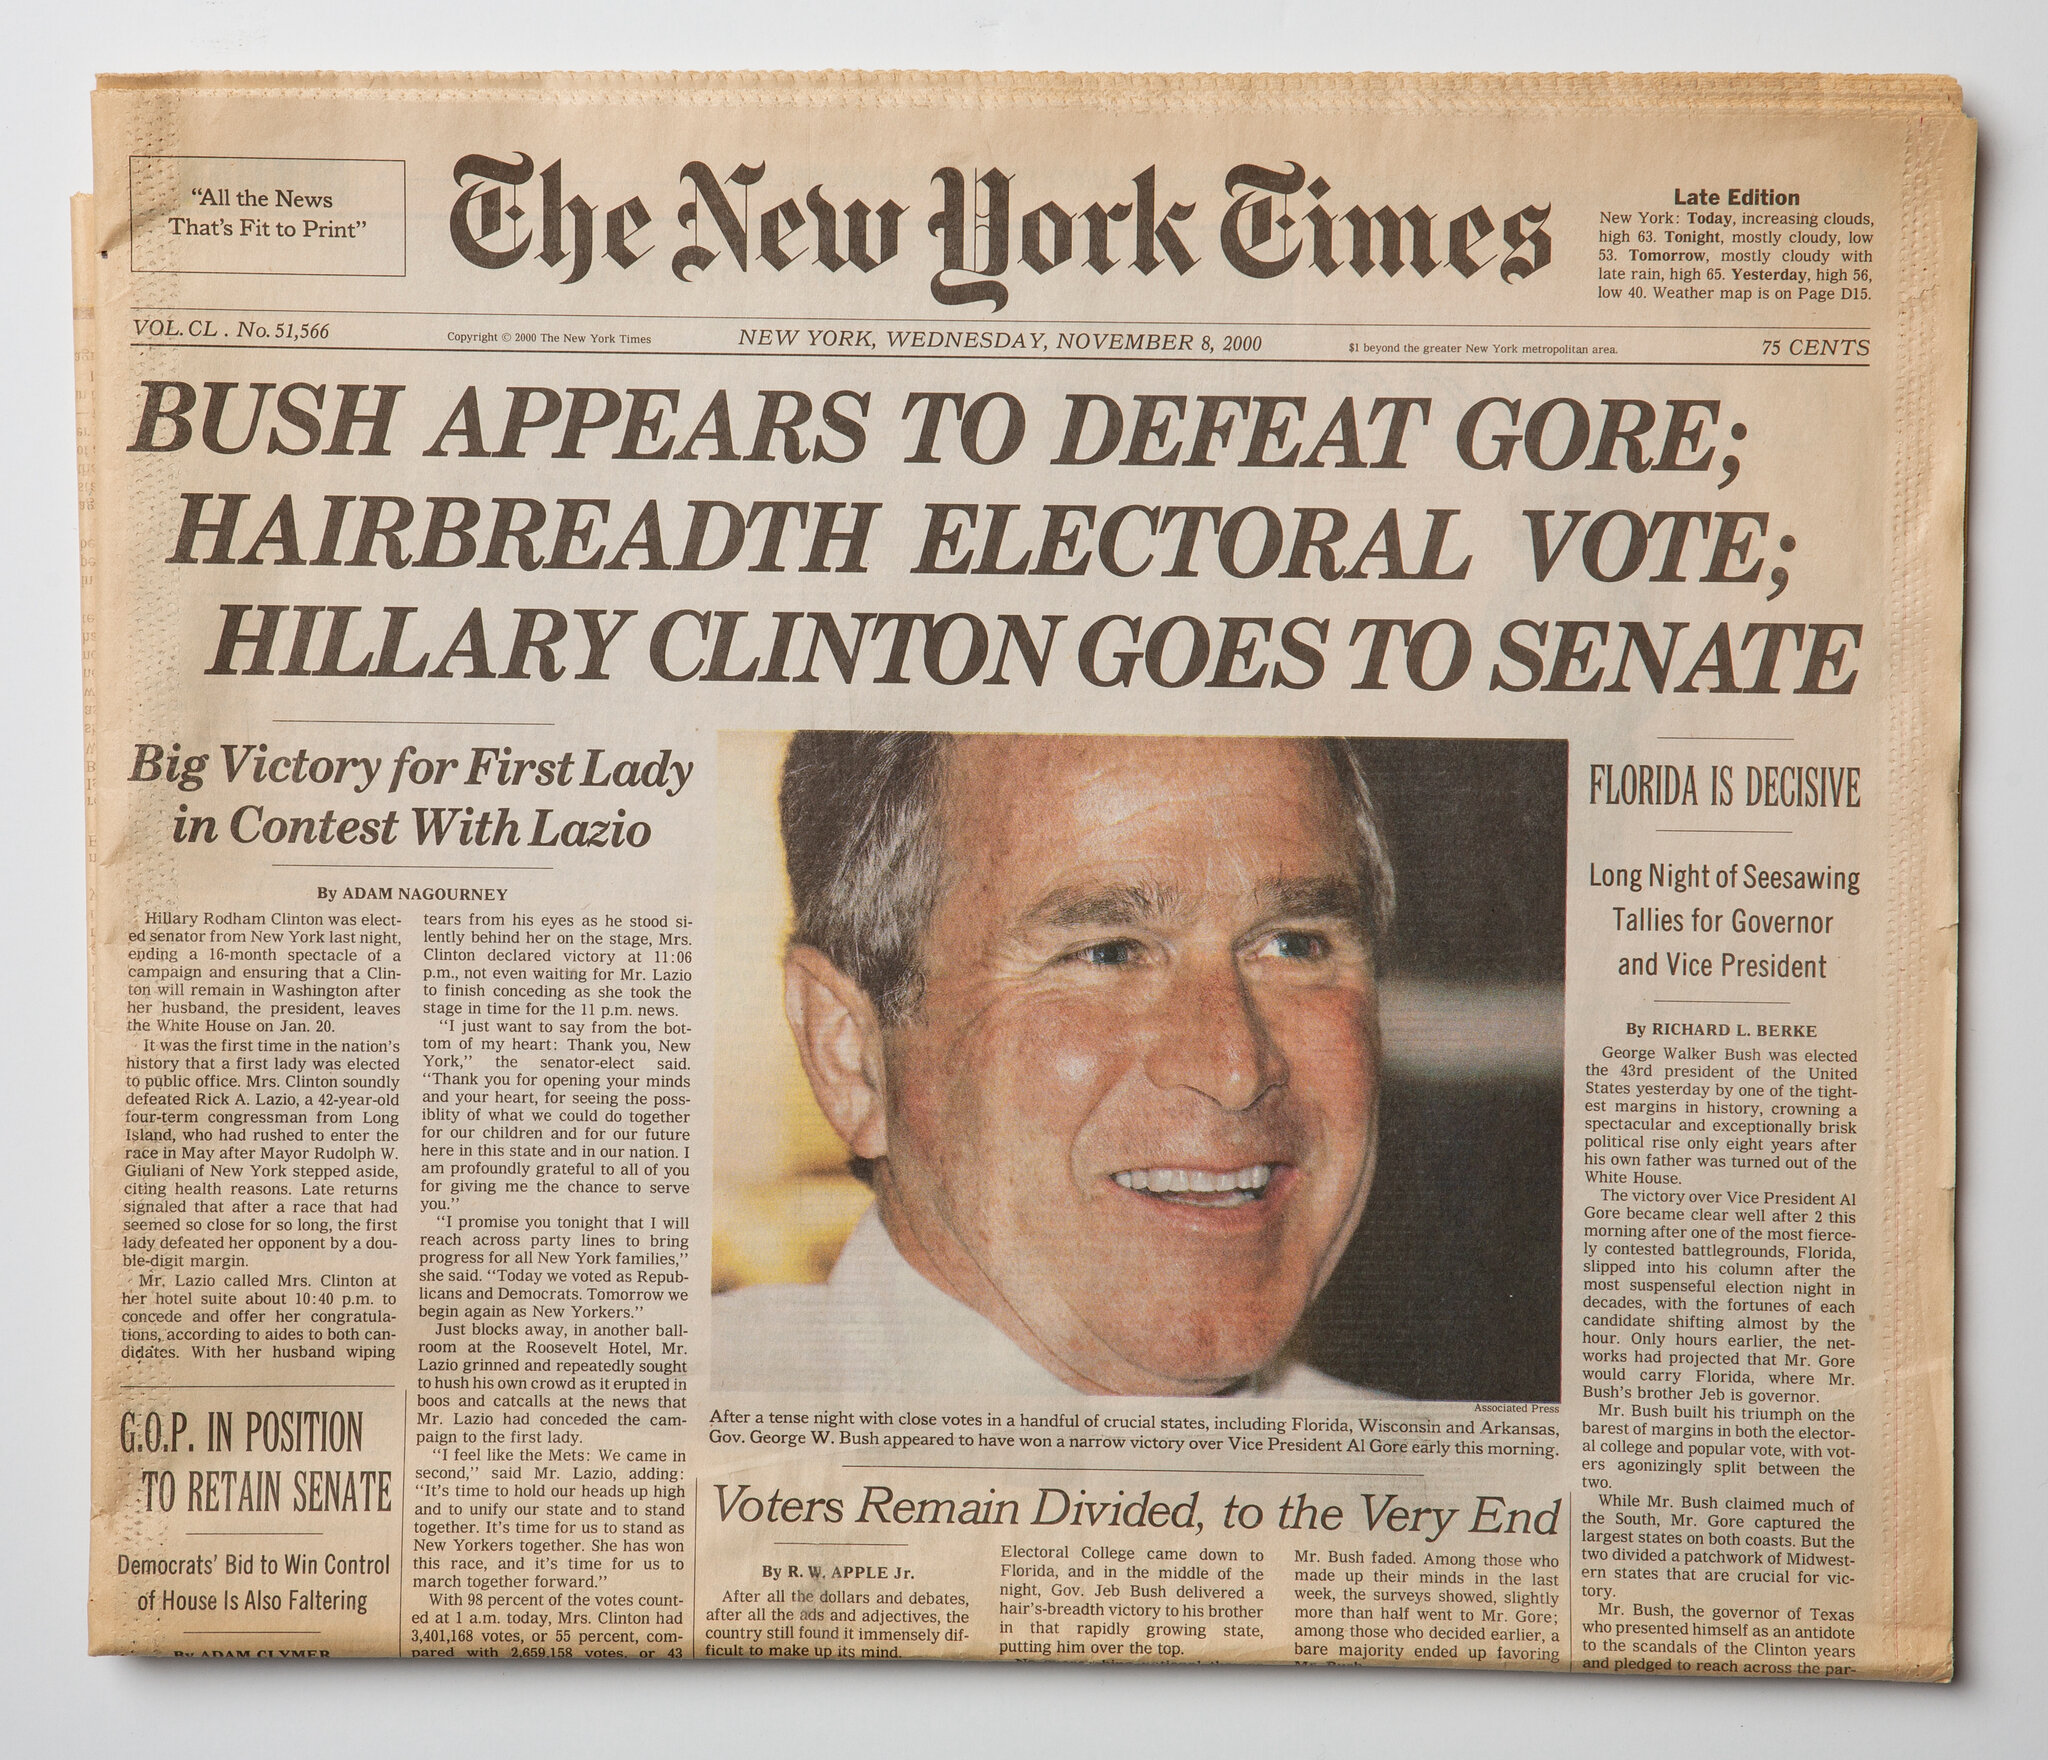 “All the News
That’s Fit to Print”
The New York Times
Late Edition
New York: Today, increasing clouds,
high 63. Tonight, mostly cloudy, low
53. Tomorrow, mostly cloudy with
late rain, high 65. Yesterday, high 56,
low 40. Weather map is on Page D15.
VOL. CL . No. 51,566
Copyright © 2000 The New York Times
NEW YORK, WEDNESDAY, NOVEMBER 8, 2000
$1 beyond the greater New York metropolitan area.
75 CENTS
BUSH APPEARS TO DEFEAT GORE;
HAIRBREADTH ELECTORAL VOTE;
HILLARY CLINTON GOES TO SENATE
Big Victory for First Lady
in Contest With Lazio
By ADAM NAGOURNEY
Hillary Rodham Clinton was elect-
ed senator from New York last night,
ending a 16-month spectacle of a
campaign and ensuring that a Clin-
ton will remain in Washington after
her husband, the president, leaves
the White House on Jan. 20.
It was the first time in the nation’s
history that a first lady was elected
to public office. Mrs. Clinton soundly
defeated Rick A. Lazio, a 42-year-old
four-term congressman from Long
Island, who had rushed to enter the
race in May after Mayor Rudolph W.
Giuliani of New York stepped aside,
citing health reasons. Late returns
signaled that after a race that had
seemed so close for so long, the first
lady defeated her opponent by a dou-
ble-digit margin.
Mr. Lazio called Mrs. Clinton at
her hotel suite about 10:40 p.m. to
concede and offer her congratula-
tions, according to aides to both can-
didates. With her husband wiping
tears from his eyes as he stood si-
lently behind her on the stage, Mrs.
Clinton declared victory at 11:06
p.m., not even waiting for Mr. Lazio
to finish conceding as she took the
stage in time for the 11 p.m. news.
“I just want to say from the bot-
tom of my heart: Thank you, New
York,” the senator-elect said.
“Thank you for opening your minds
and your heart, for seeing the poss-
iblity of what we could do together
for our children and for our future
here in this state and in our nation. I
am profoundly grateful to all of you
for giving me the chance to serve
you.”
“I promise you tonight that I will
reach across party lines to bring
progress for all New York families,”
she said. “Today we voted as Repub-
licans and Democrats. Tomorrow we
begin again as New Yorkers.”
Just blocks away, in another ball-
room at the Roosevelt Hotel, Mr.
Lazio grinned and repeatedly sought
to hush his own crowd as it erupted in
boos and catcalls at the news that
Mr. Lazio had conceded the cam-
paign to the first lady.
“I feel like the Mets: We came in
second,” said Mr. Lazio, adding:
“It’s time to hold our heads up high
and to unify our state and to stand
together. It’s time for us to stand as
New Yorkers together. She has won
this race, and it’s time for us to
march together forward.”
With 98 percent of the votes count-
ed at 1 a.m. today, Mrs. Clinton had
3,401,168 votes, or 55 percent, com-
pared with 2,659,158 votes, or 43
G.O.P. IN POSITION
TO RETAIN SENATE
Democrats’ Bid to Win Control
of House Is Also Faltering
By ADAM CLYMER
Associated Press
After a tense night with close votes in a handful of crucial states, including Florida, Wisconsin and Arkansas,
Gov. George W. Bush appeared to have won a narrow victory over Vice President Al Gore early this morning.
Voters Remain Divided, to the Very End
By R. W. APPLE Jr.
After all the dollars and debates,
after all the ads and adjectives, the
country still found it immensely dif-
ficult to make up its mind.
Electoral College came down to
Florida, and in the middle of the
night, Gov. Jeb Bush delivered a
hair’s-breadth victory to his brother
in that rapidly growing state,
putting him over the top.
Mr. Bush faded. Among those who
made up their minds in the last
week, the surveys showed, slightly
more than half went to Mr. Gore;
among those who decided earlier, a
bare majority ended up favoring
Mr. Bush.
FLORIDA IS DECISIVE
Long Night of Seesawing
Tallies for Governor
and Vice President
By RICHARD L. BERKE
George Walker Bush was elected
the 43rd president of the United
States yesterday by one of the tight-
est margins in history, crowning a
spectacular and exceptionally brisk
political rise only eight years after
his own father was turned out of the
White House.
The victory over Vice President Al
Gore became clear well after 2 this
morning after one of the most fierce-
ly contested battlegrounds, Florida,
slipped into his column after the
most suspenseful election night in
decades, with the fortunes of each
candidate shifting almost by the
hour. Only hours earlier, the net-
works had projected that Mr. Gore
would carry Florida, where Mr.
Bush’s brother Jeb is governor.
Mr. Bush built his triumph on the
barest of margins in both the elector-
al college and popular vote, with vot-
ers agonizingly split between the
two.
While Mr. Bush claimed much of
the South, Mr. Gore captured the
largest states on both coasts. But the
two divided a patchwork of Midwest-
ern states that are crucial for vic-
tory.
Mr. Bush, the governor of Texas
who presented himself as an antidote
to the scandals of the Clinton years
and pledged to reach across the par-